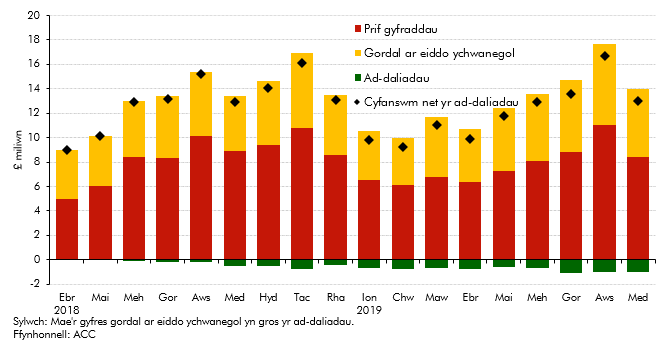 20
18
16
14
12
10
8
6
4
2
0
-2
£ miliwn
Prif gyfraddau
Gordal ar eiddo ychwanegol
Ad-daliadau
Cyfanswm net yr ad-daliadau
Ebr Mai Meh Gor Aws Med Hyd Tac Rha Ion Chw Maw Ebr Mai Meh Gor Aws Med
2018 2019
Sylwch: Mae'r gyfres gordal ar eiddo ychwanegol yn gros yr ad-daliadau.
Ffynhonnell: ACC